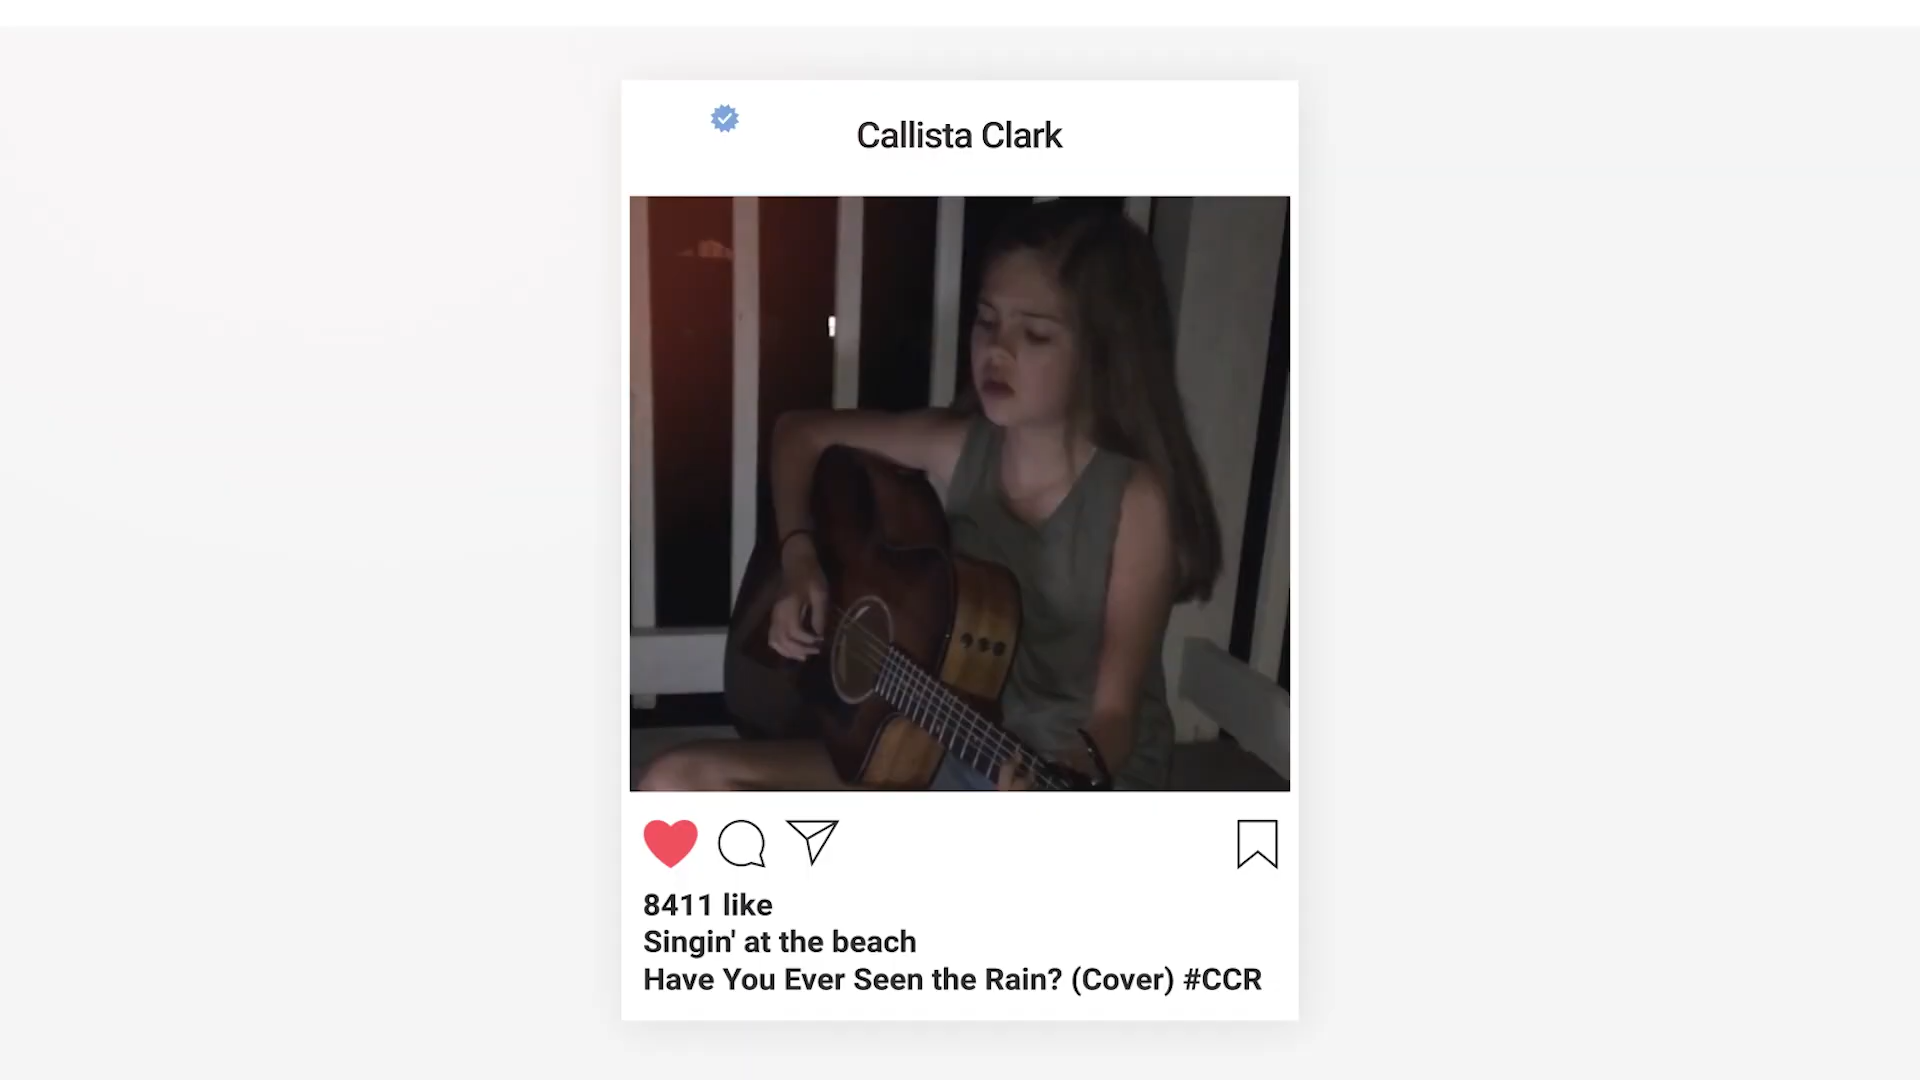 Callista Clark
8411 like
Singin' at the beach
Have You Ever Seen the Rain? (Cover) #CCR